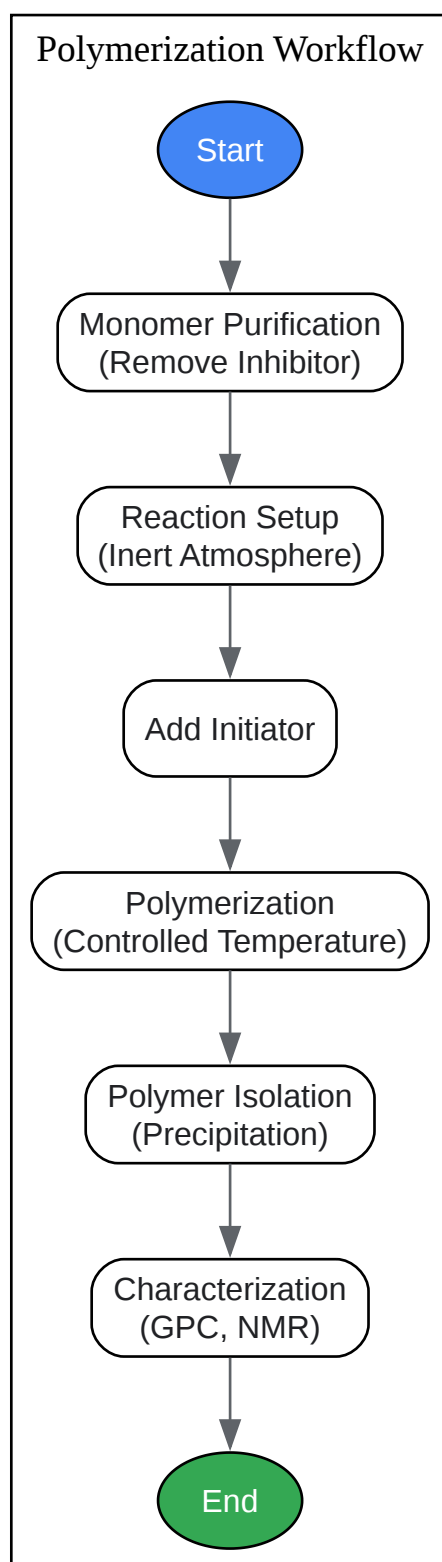 Polymerization Workflow
Start
Monomer Purification
(Remove Inhibitor)
Reaction Setup
(Inert Atmosphere)
Add Initiator
Polymerization
(Controlled Temperature)
Polymer Isolation
(Precipitation)
Characterization
(GPC, NMR)
End